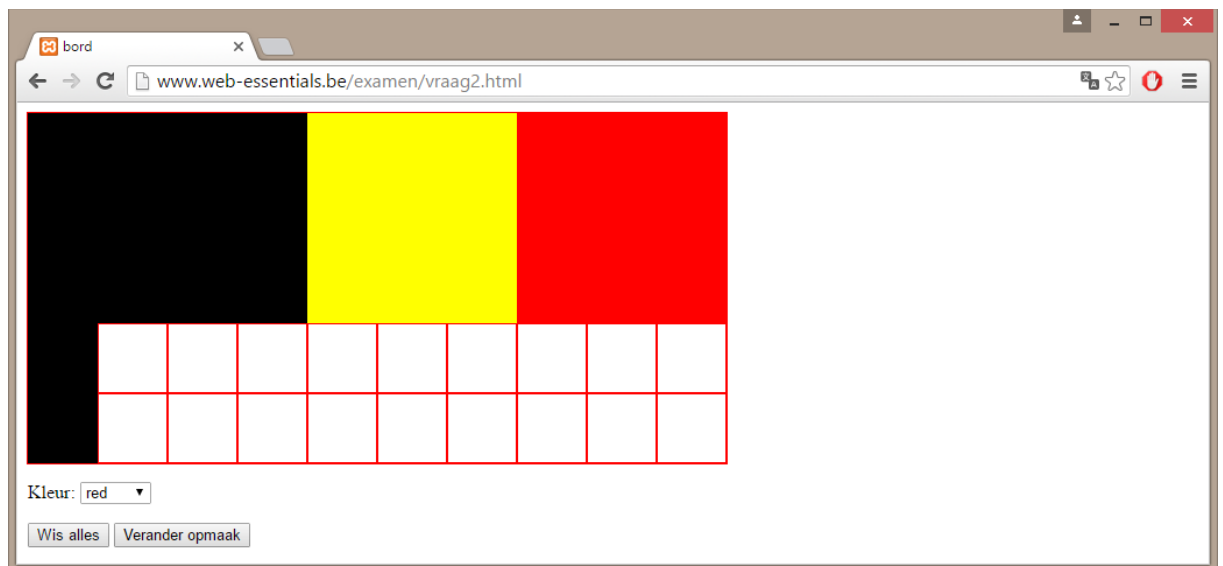 bord
www.web-essentials.be/examen/vraag2.html
Kleur: red
Wis alles Verander opmaak